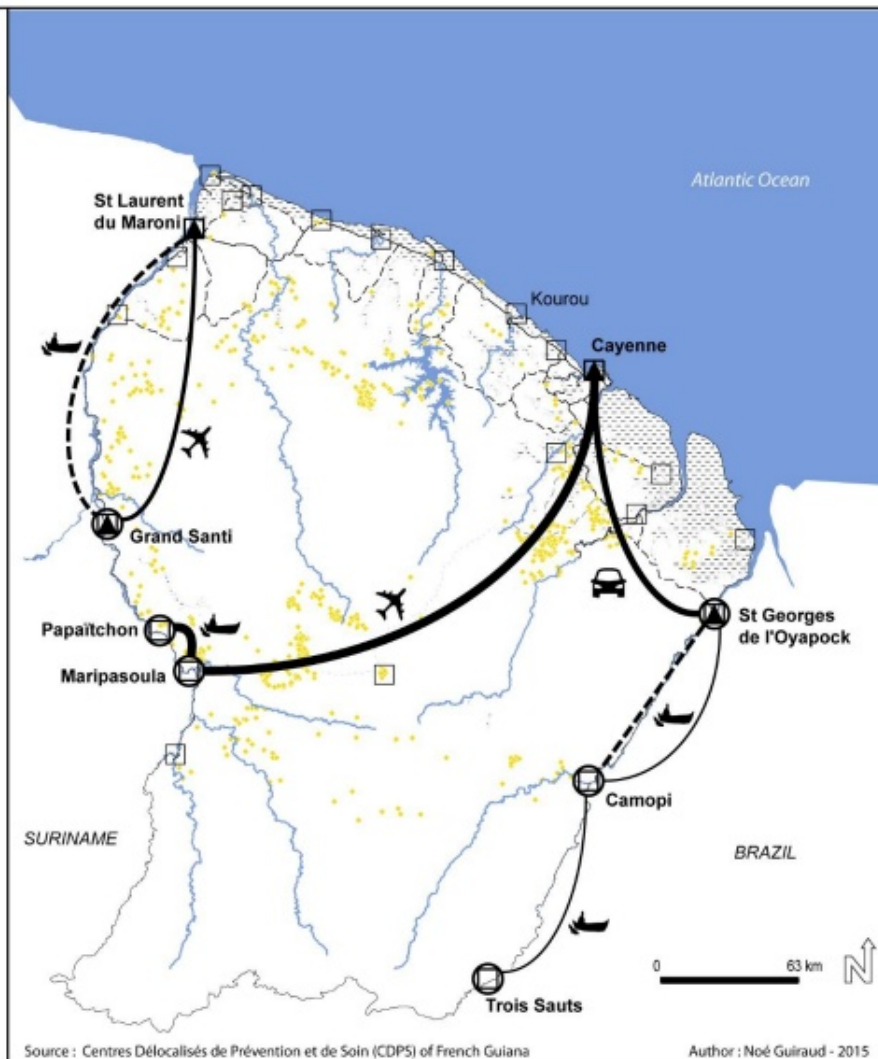 Atlantic Ocean
St Laurent
du Maroni
Kourou
Cayenne
Grand Santi
Papaïtchon
Maripasoula
St Georges
de l'Oyapock
Camopi
SURINAME
BRAZIL
Trois Sauts
0 63 km
N
Source : Centres Délocalisés de Prévention et de Soin (CDPS) of French Guiana
Author : Noé Guiraud - 2015